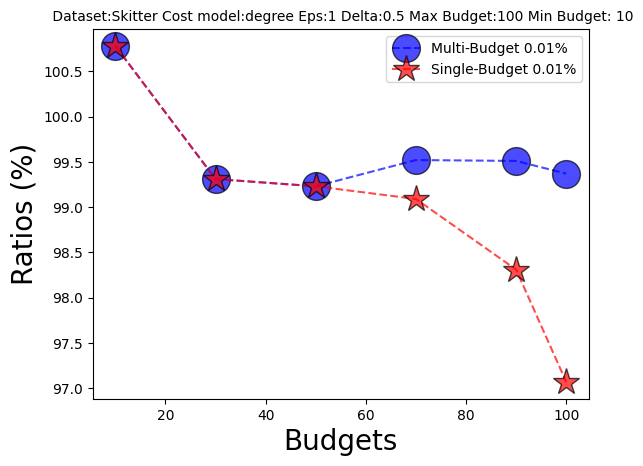 Dataset:Skitter Cost model:degree Eps:1 Delta:0.5 Max Budget:100 Min Budget: 10
Multi-Budget 0.01%
Single-Budget 0.01%
Ratios (%)
100.5
100.0
99.5
99.0
98.5
98.0
97.5
97.0
20 40 60 80 100
Budgets